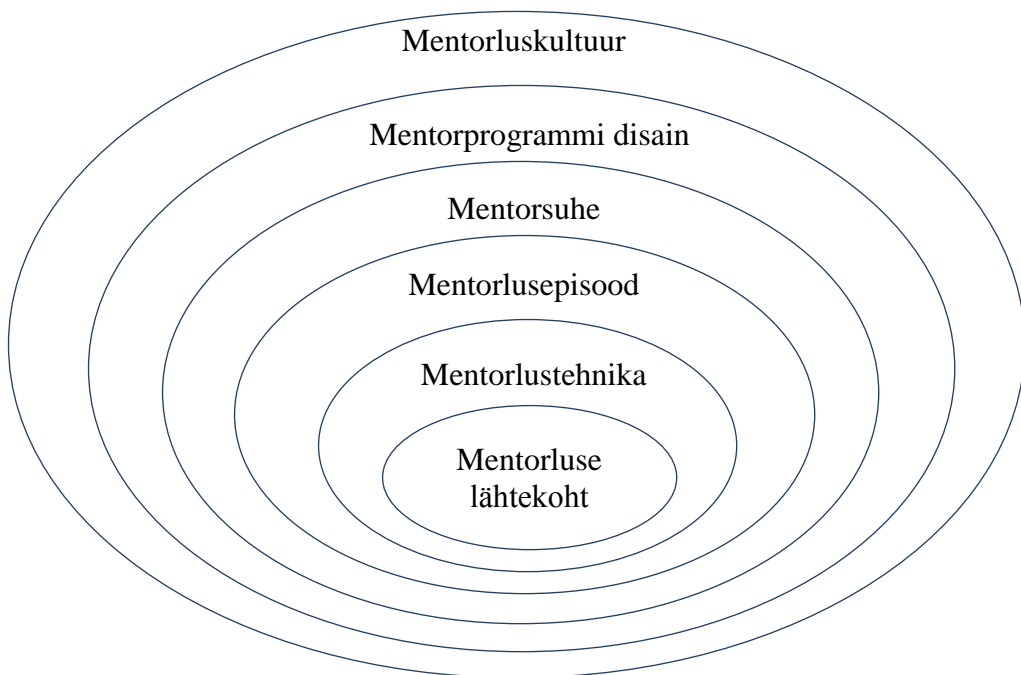 Mentorluskultuur
Mentorprogrammi disain
Mentorsuhe
Mentorlusepisood
Mentorlustehnika
Mentorluse
lähtekoht